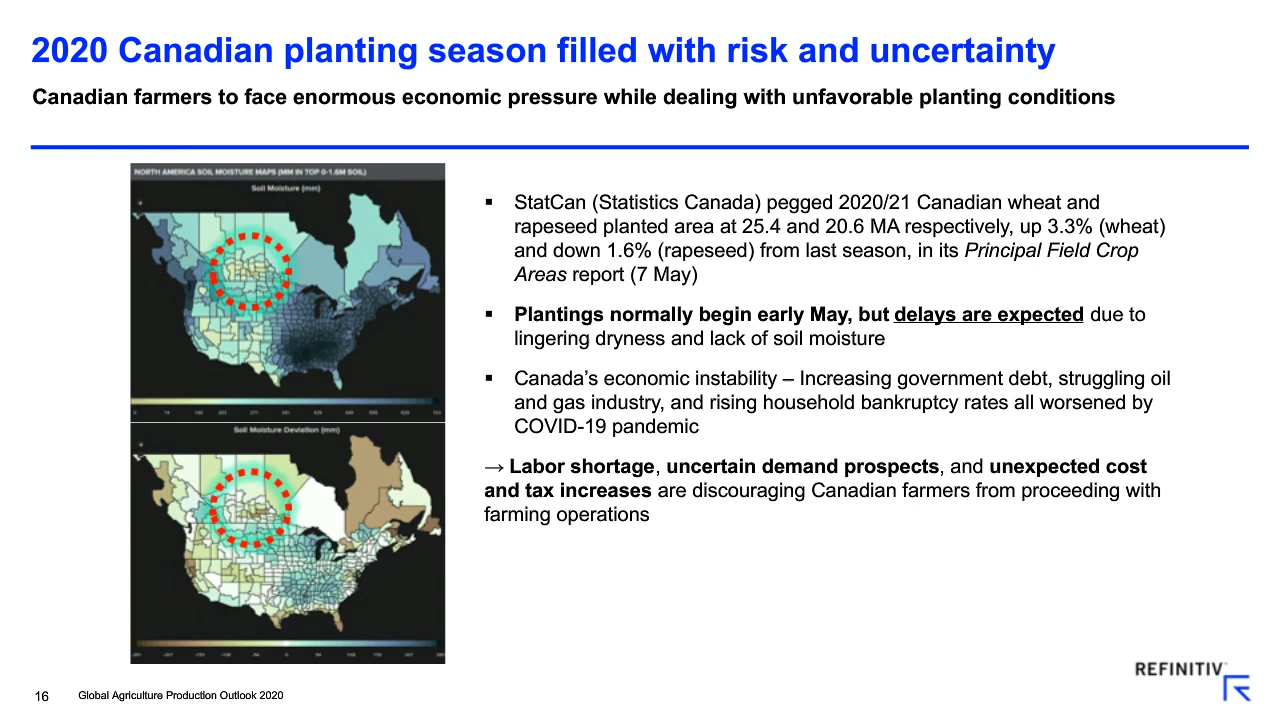 2020 Canadian planting season filled with risk and uncertainty
Canadian farmers to face enormous economic pressure while dealing with unfavorable planting conditions
NORTH AMERICA SOIL MOISTURE MAPS (MM IN TOP 0-1.6M SOIL)
Soil Moisture (mm)
Soil Moisture Deviation (mm)
▪ StatCan (Statistics Canada) pegged 2020/21 Canadian wheat and
rapeseed planted area at 25.4 and 20.6 MA respectively, up 3.3% (wheat)
and down 1.6% (rapeseed) from last season, in its Principal Field Crop
Areas report (7 May)
▪ Plantings normally begin early May, but delays are expected due to
lingering dryness and lack of soil moisture
▪ Canada’s economic instability – Increasing government debt, struggling oil
and gas industry, and rising household bankruptcy rates all worsened by
COVID-19 pandemic
→ Labor shortage, uncertain demand prospects, and unexpected cost
and tax increases are discouraging Canadian farmers from proceeding with
farming operations
REFINITIV
16 Global Agriculture Production Outlook 2020